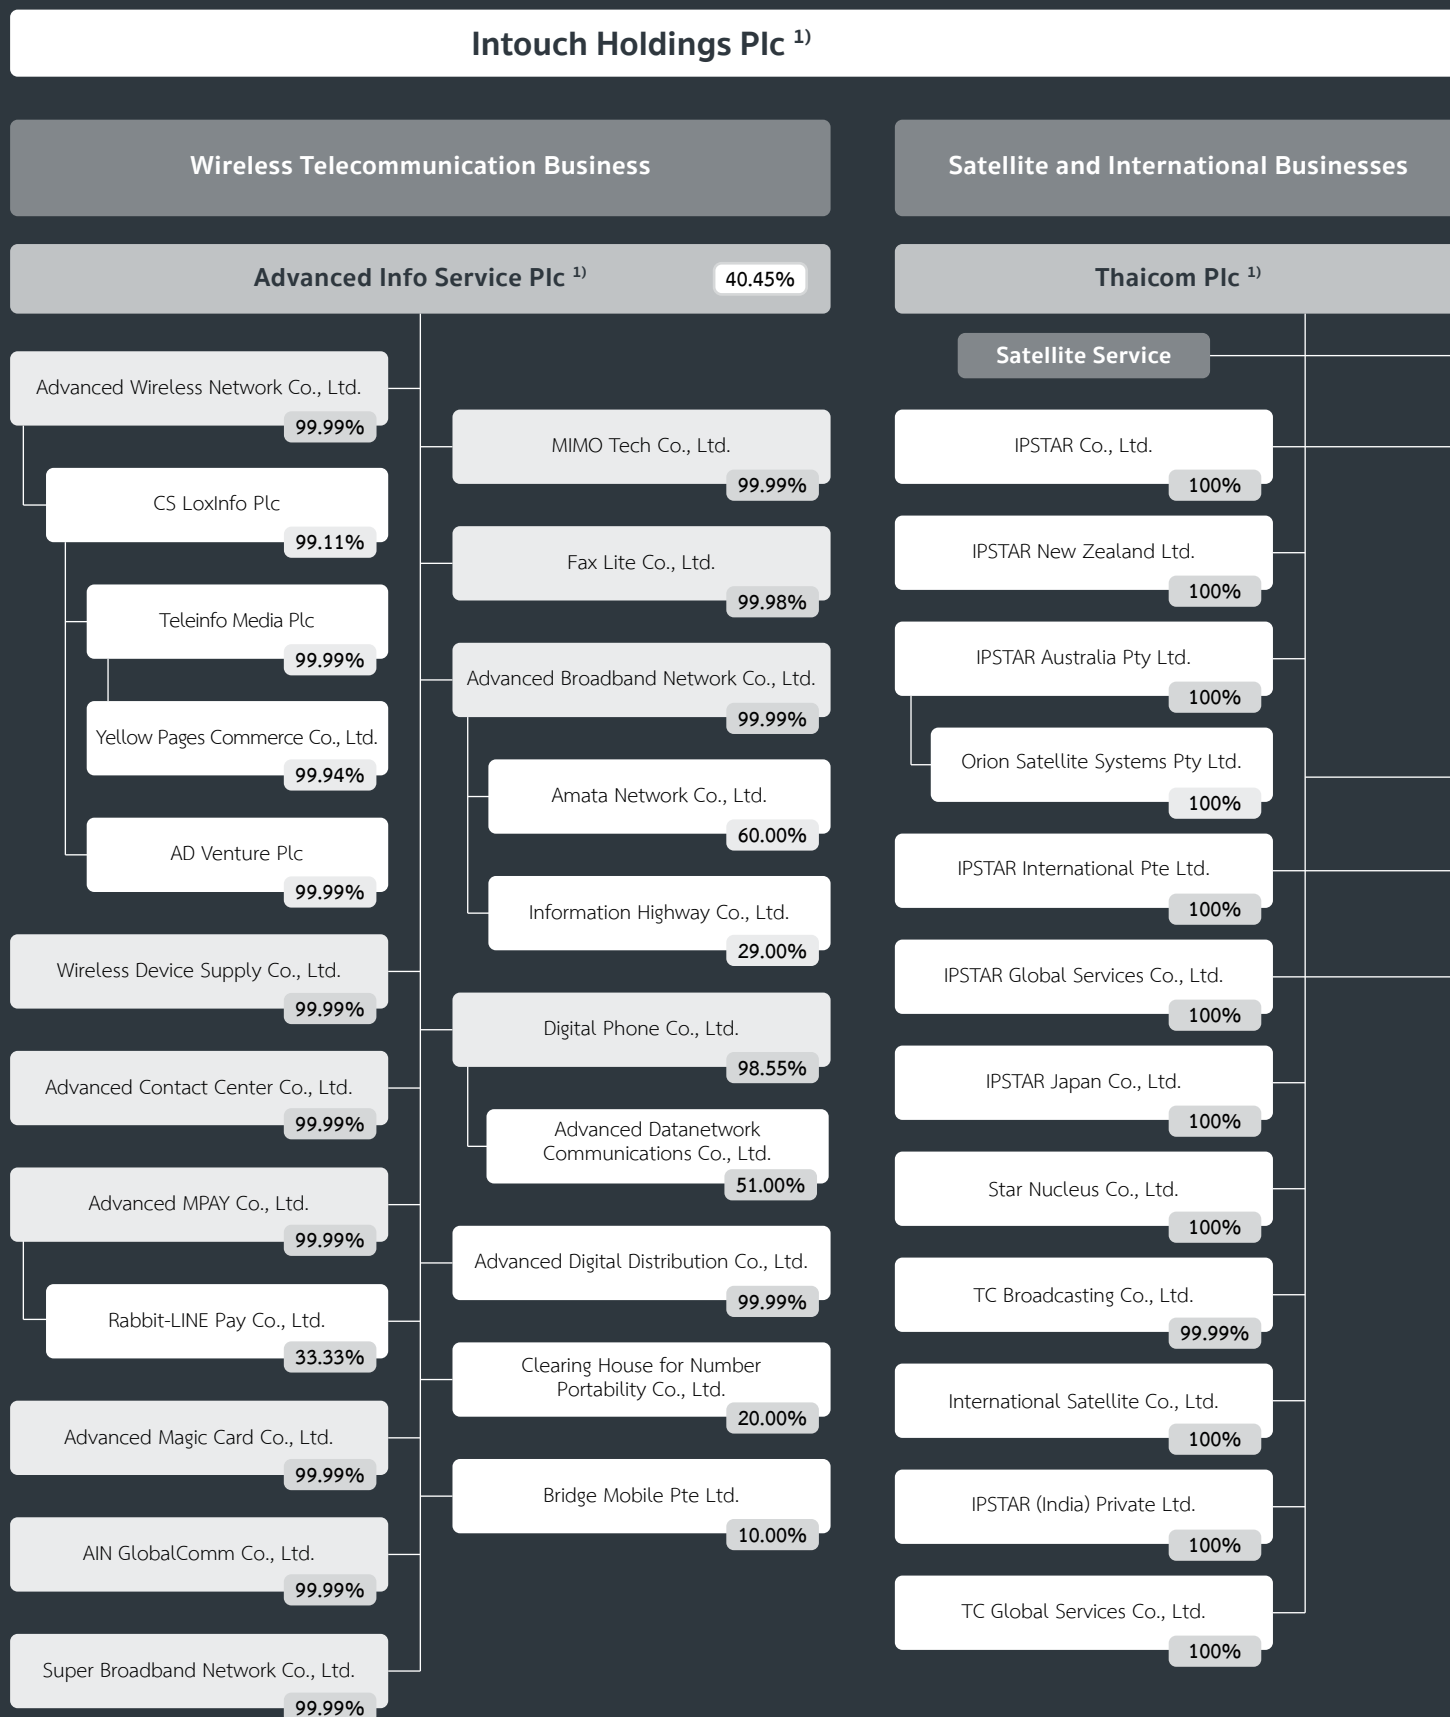 Intouch Holdings Plc 1)
Wireless Telecommunication Business
Advanced Info Service Plc 1)
40.45%
Advanced Wireless Network Co., Ltd.
99.99%
CS LoxInfo Plc
99.11%
Teleinfo Media Plc
99.99%
Yellow Pages Commerce Co., Ltd.
99.94%
AD Venture Plc
99.99%
Wireless Device Supply Co., Ltd.
99.99%
Advanced Contact Center Co., Ltd.
99.99%
Advanced MPAY Co., Ltd.
99.99%
Rabbit-LINE Pay Co., Ltd.
33.33%
Advanced Magic Card Co., Ltd.
99.99%
AIN GlobalComm Co., Ltd.
99.99%
Super Broadband Network Co., Ltd.
99.99%
MIMO Tech Co., Ltd.
99.99%
Fax Lite Co., Ltd.
99.98%
Advanced Broadband Network Co., Ltd.
99.99%
Amata Network Co., Ltd.
60.00%
Information Highway Co., Ltd.
29.00%
Digital Phone Co., Ltd.
98.55%
Advanced Datanetwork
Communications Co., Ltd.
51.00%
Advanced Digital Distribution Co., Ltd.
99.99%
Clearing House for Number
Portability Co., Ltd.
20.00%
Bridge Mobile Pte Ltd.
10.00%
Satellite and International Businesses
Thaicom Plc 1)
Satellite Service
IPSTAR Co., Ltd.
100%
IPSTAR New Zealand Ltd.
100%
IPSTAR Australia Pty Ltd.
100%
Orion Satellite Systems Pty Ltd.
100%
IPSTAR International Pte Ltd.
100%
IPSTAR Global Services Co., Ltd.
100%
IPSTAR Japan Co., Ltd.
100%
Star Nucleus Co., Ltd.
100%
TC Broadcasting Co., Ltd.
99.99%
International Satellite Co., Ltd.
100%
IPSTAR (India) Private Ltd.
100%
TC Global Services Co., Ltd.
100%